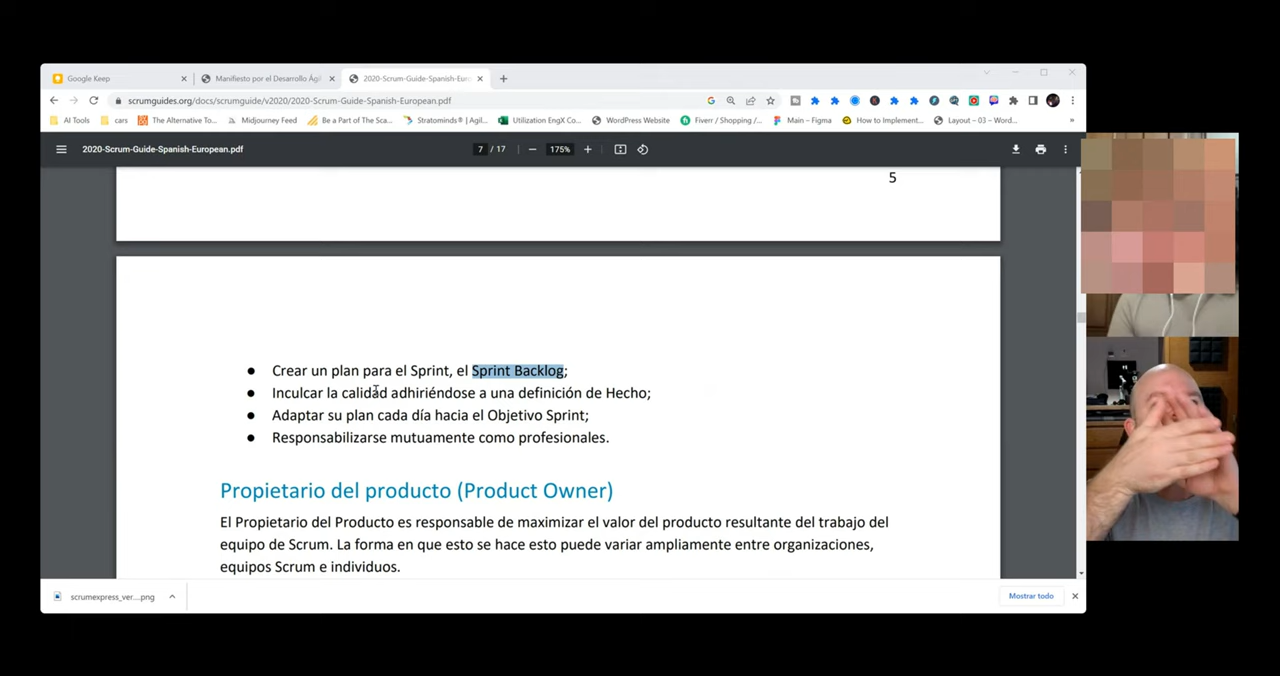 Google Keep
Manifiesto por el Desarrollo Ági
2020-Scrum-Guide-Spanish-Euro
scrumguides.org/docs/scrumguide/v2020/2020-Scrum-Guide-Spanish-European.pdf
AI Tools cars The Alternative To... Midjourney Feed Be a Part of The Sca... Stratominds® | Agil... Utilization EngX Co... WordPress Website Fiverr / Shopping /... Main – Figma How to Implement... Layout – 03 – Word... »
2020-Scrum-Guide-Spanish-European.pdf 7 / 17 175%
5
● Crear un plan para el Sprint, el Sprint Backlog;
● Inculcar la calidad adhiriéndose a una definición de Hecho;
● Adaptar su plan cada día hacia el Objetivo Sprint;
● Responsabilizarse mutuamente como profesionales.
Propietario del producto (Product Owner)
El Propietario del Producto es responsable de maximizar el valor del producto resultante del trabajo del
equipo de Scrum. La forma en que esto se hace esto puede variar ampliamente entre organizaciones,
equipos Scrum e individuos.
scrumexpress_ver....png Mostrar todo